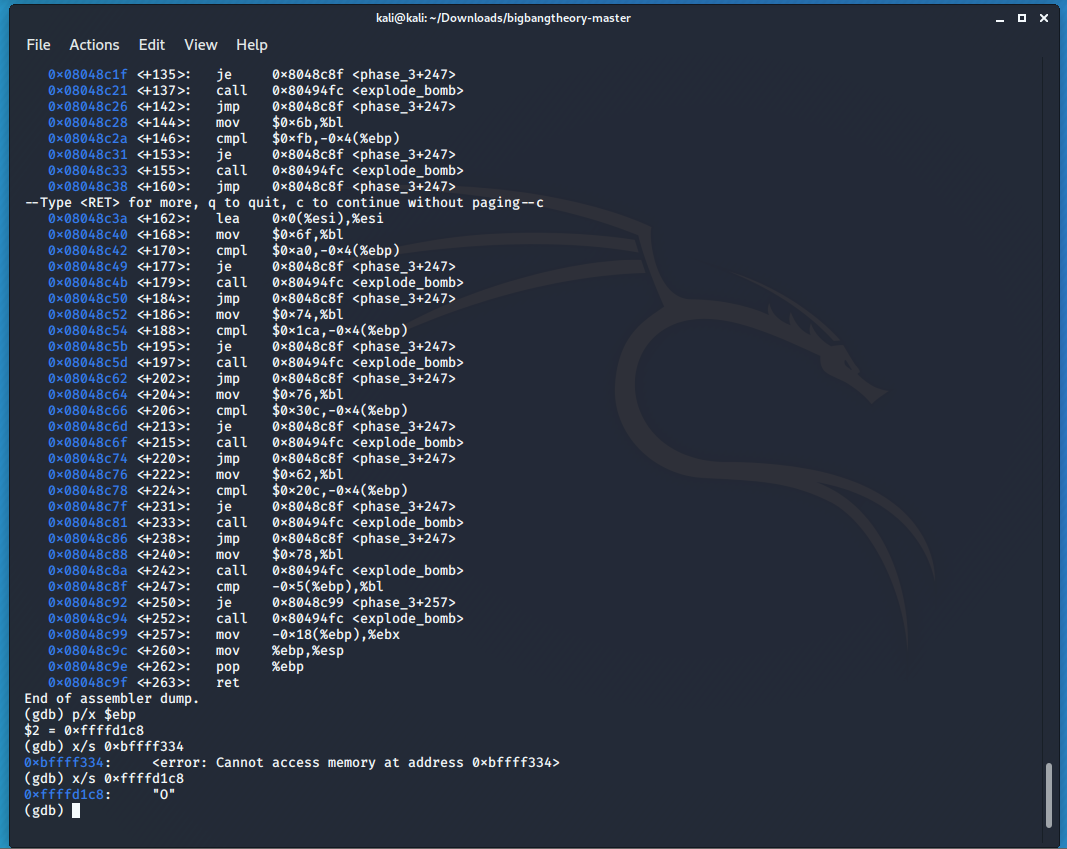 kali@kali: ~/Downloads/bigbangtheory-master
File Actions Edit View Help
0×08048c1f <+135>: je 0×8048c8f <phase_3+247>
0×08048c21 <+137>: call 0×80494fc <explode_bomb>
0×08048c26 <+142>: jmp 0×8048c8f <phase_3+247>
0×08048c28 <+144>: mov $0×6b,%bl
0×08048c2a <+146>: cmpl $0×fb,-0×4(%ebp)
0×08048c31 <+153>: je 0×8048c8f <phase_3+247>
0×08048c33 <+155>: call 0×80494fc <explode_bomb>
0×08048c38 <+160>: jmp 0×8048c8f <phase_3+247>
--Type <RET> for more, q to quit, c to continue without paging--c
0×08048c3a <+162>: lea 0×0(%esi),%esi
0×08048c40 <+168>: mov $0×6f,%bl
0×08048c42 <+170>: cmpl $0×a0,-0×4(%ebp)
0×08048c49 <+177>: je 0×8048c8f <phase_3+247>
0×08048c4b <+179>: call 0×80494fc <explode_bomb>
0×08048c50 <+184>: jmp 0×8048c8f <phase_3+247>
0×08048c52 <+186>: mov $0×74,%bl
0×08048c54 <+188>: cmpl $0×1ca,-0×4(%ebp)
0×08048c5b <+195>: je 0×8048c8f <phase_3+247>
0×08048c5d <+197>: call 0×80494fc <explode_bomb>
0×08048c62 <+202>: jmp 0×8048c8f <phase_3+247>
0×08048c64 <+204>: mov $0×76,%bl
0×08048c66 <+206>: cmpl $0×30c,-0×4(%ebp)
0×08048c6d <+213>: je 0×8048c8f <phase_3+247>
0×08048c6f <+215>: call 0×80494fc <explode_bomb>
0×08048c74 <+220>: jmp 0×8048c8f <phase_3+247>
0×08048c76 <+222>: mov $0×62,%bl
0×08048c78 <+224>: cmpl $0×20c,-0×4(%ebp)
0×08048c7f <+231>: je 0×8048c8f <phase_3+247>
0×08048c81 <+233>: call 0×80494fc <explode_bomb>
0×08048c86 <+238>: jmp 0×8048c8f <phase_3+247>
0×08048c88 <+240>: mov $0×78,%bl
0×08048c8a <+242>: call 0×80494fc <explode_bomb>
0×08048c8f <+247>: cmp -0×5(%ebp),%bl
0×08048c92 <+250>: je 0×8048c99 <phase_3+257>
0×08048c94 <+252>: call 0×80494fc <explode_bomb>
0×08048c99 <+257>: mov -0×18(%ebp),%ebx
0×08048c9c <+260>: mov %ebp,%esp
0×08048c9e <+262>: pop %ebp
0×08048c9f <+263>: ret
End of assembler dump.
(gdb) p/x $ebp
$2 = 0×ffffd1c8
(gdb) x/s 0×bffff334
0×bffff334: <error: Cannot access memory at address 0×bffff334>
(gdb) x/s 0×ffffd1c8
0×ffffd1c8: "O"
(gdb)